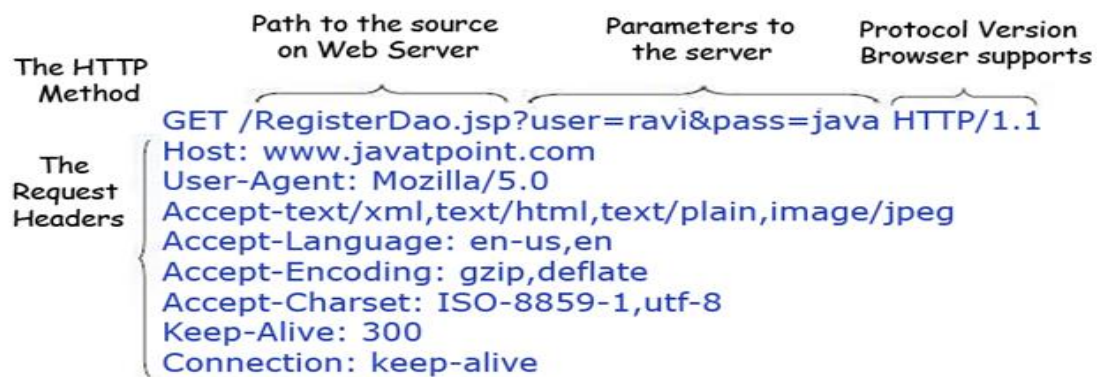 Path to the source
on Web Server
Parameters to
the server
Protocol Version
Browser supports
The HTTP
Method
GET /RegisterDao.jsp?user=ravi&pass=java HTTP/1.1
The
Request
Headers
Host: www.javatpoint.com
User-Agent: Mozilla/5.0
Accept-text/xml,text/html,text/plain,image/jpeg
Accept-Language: en-us,en
Accept-Encoding: gzip,deflate
Accept-Charset: ISO-8859-1,utf-8
Keep-Alive: 300
Connection: keep-alive